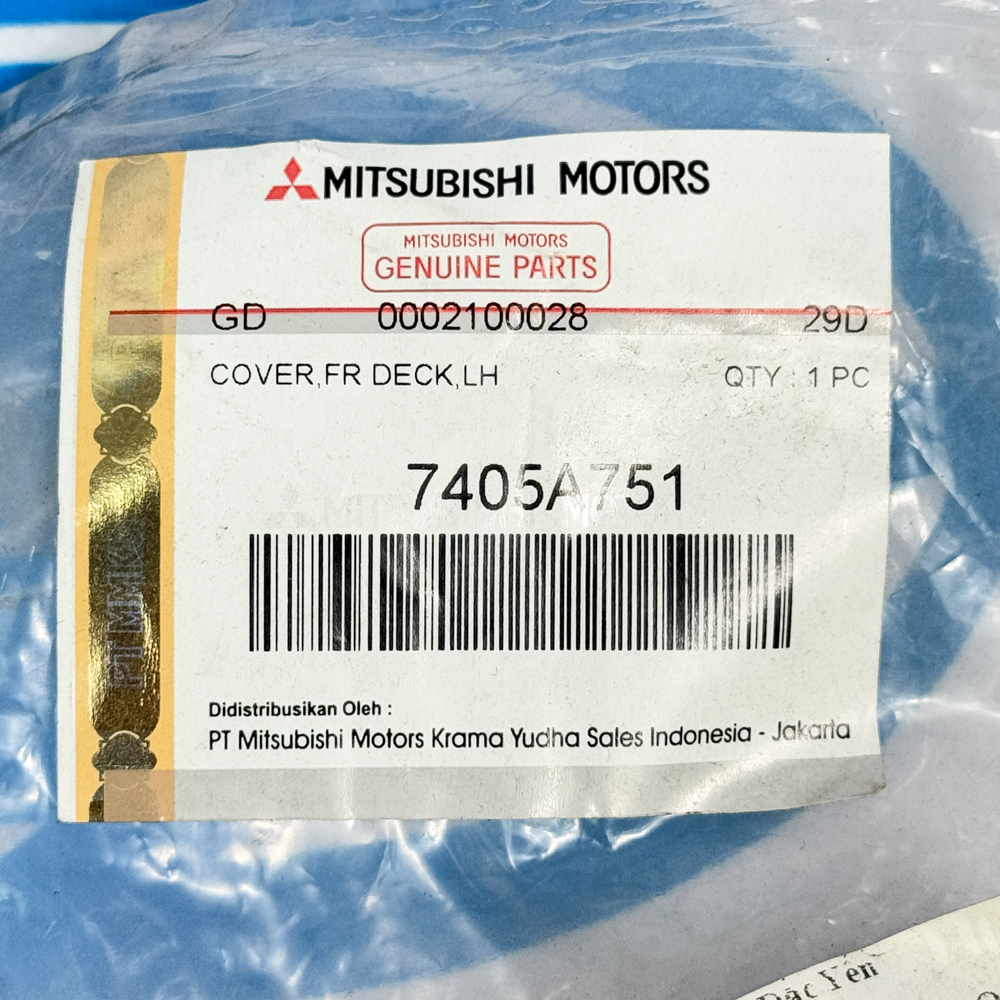 MITSUBISHI MOTORS
MITSUBISHI MOTORS
GENUINE PARTS
GD 0002100028 29D
COVER,FR DECK,LH QTY : 1 PC
7405A751
Didistribusikan Oleh :
PT Mitsubishi Motors Krama Yudha Sales Indonesia - Jakarta
Yen